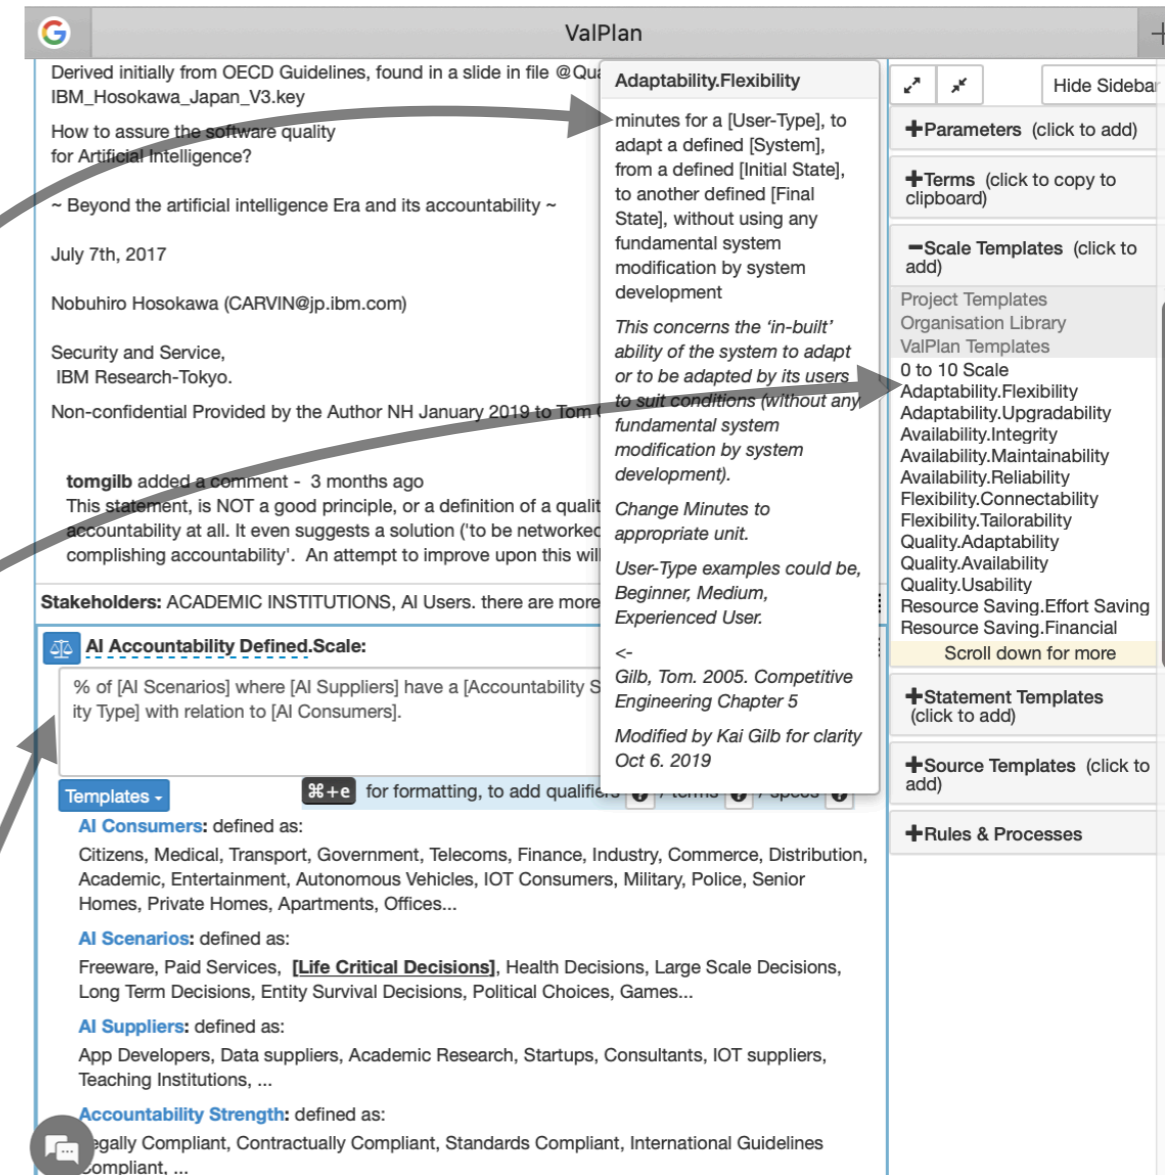 ValPlan
Derived initially from OECD Guidelines, found in a slide in file @Qua
IBM_Hosokawa_Japan_V3.key
How to assure the software quality
for Artificial Intelligence?
~ Beyond the artificial intelligence Era and its accountability ~
July 7th, 2017
Nobuhiro Hosokawa (CARVIN@jp.ibm.com)
Security and Service,
IBM Research-Tokyo.
Non-confidential Provided by the Author NH January 2019 to Tom
tomgilb added a comment - 3 months ago
This statement, is NOT a good principle, or a definition of a qualit
accountability at all. It even suggests a solution ('to be networked
complishing accountability'. An attempt to improve upon this wil
Stakeholders: ACADEMIC INSTITUTIONS, AI Users. there are more
AI Accountability Defined.Scale:
% of [AI Scenarios] where [AI Suppliers] have a [Accountability S
ity Type] with relation to [AI Consumers].
Templates
⌘+e for formatting, to add qualifiers / terms / specs
AI Consumers: defined as:
Citizens, Medical, Transport, Government, Telecoms, Finance, Industry, Commerce, Distribution,
Academic, Entertainment, Autonomous Vehicles, IOT Consumers, Military, Police, Senior
Homes, Private Homes, Apartments, Offices...
AI Scenarios: defined as:
Freeware, Paid Services, [Life Critical Decisions], Health Decisions, Large Scale Decisions,
Long Term Decisions, Entity Survival Decisions, Political Choices, Games...
AI Suppliers: defined as:
App Developers, Data suppliers, Academic Research, Startups, Consultants, IOT suppliers,
Teaching Institutions, ...
Accountability Strength: defined as:
egally Compliant, Contractually Compliant, Standards Compliant, International Guidelines
ompliant, ...
Adaptability.Flexibility
minutes for a [User-Type], to
adapt a defined [System],
from a defined [Initial State],
to another defined [Final
State], without using any
fundamental system
modification by system
development
This concerns the ‘in-built’
ability of the system to adapt
or to be adapted by its users
to suit conditions (without any
fundamental system
modification by system
development).
Change Minutes to
appropriate unit.
User-Type examples could be,
Beginner, Medium,
Experienced User.
<-
Gilb, Tom. 2005. Competitive
Engineering Chapter 5
Modified by Kai Gilb for clarity
Oct 6. 2019
Hide Sidebar
+Parameters (click to add)
+Terms (click to copy to
clipboard)
−Scale Templates (click to
add)
Project Templates
Organisation Library
ValPlan Templates
0 to 10 Scale
Adaptability.Flexibility
Adaptability.Upgradability
Availability.Integrity
Availability.Maintainability
Availability.Reliability
Flexibility.Connectability
Flexibility.Tailorability
Quality.Adaptability
Quality.Availability
Quality.Usability
Resource Saving.Effort Saving
Resource Saving.Financial
Scroll down for more
+Statement Templates
(click to add)
+Source Templates (click to
add)
+Rules & Processes